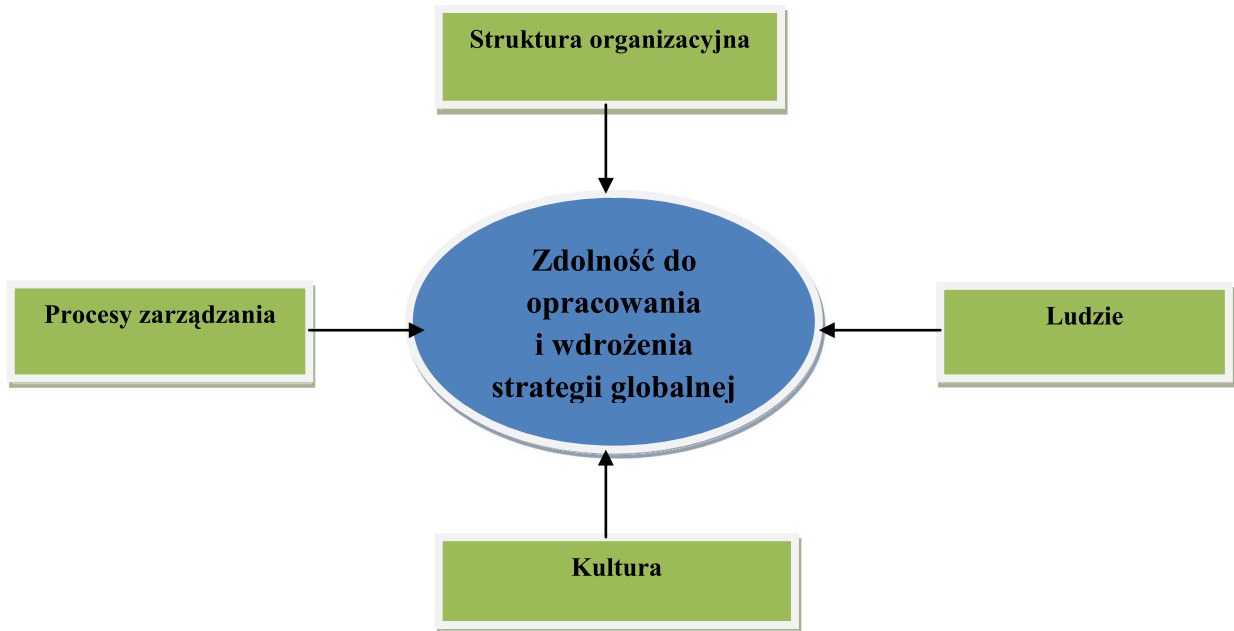 Struktura organizacyjna
Zdolność do
opracowania
i wdrożenia
strategii globalnej
Procesy zarządzania
Ludzie
Kultura